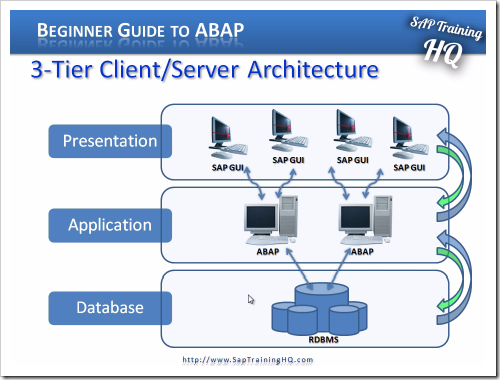 BEGINNER GUIDE TO ABAP
SAP Training
HQ
3-Tier Client/Server Architecture
Presentation
SAP GUI
SAP GUI
SAP GUI
SAP GUI
Application
ABAP
ABAP
Database
RDBMS
http://www.SapTrainingHQ.com